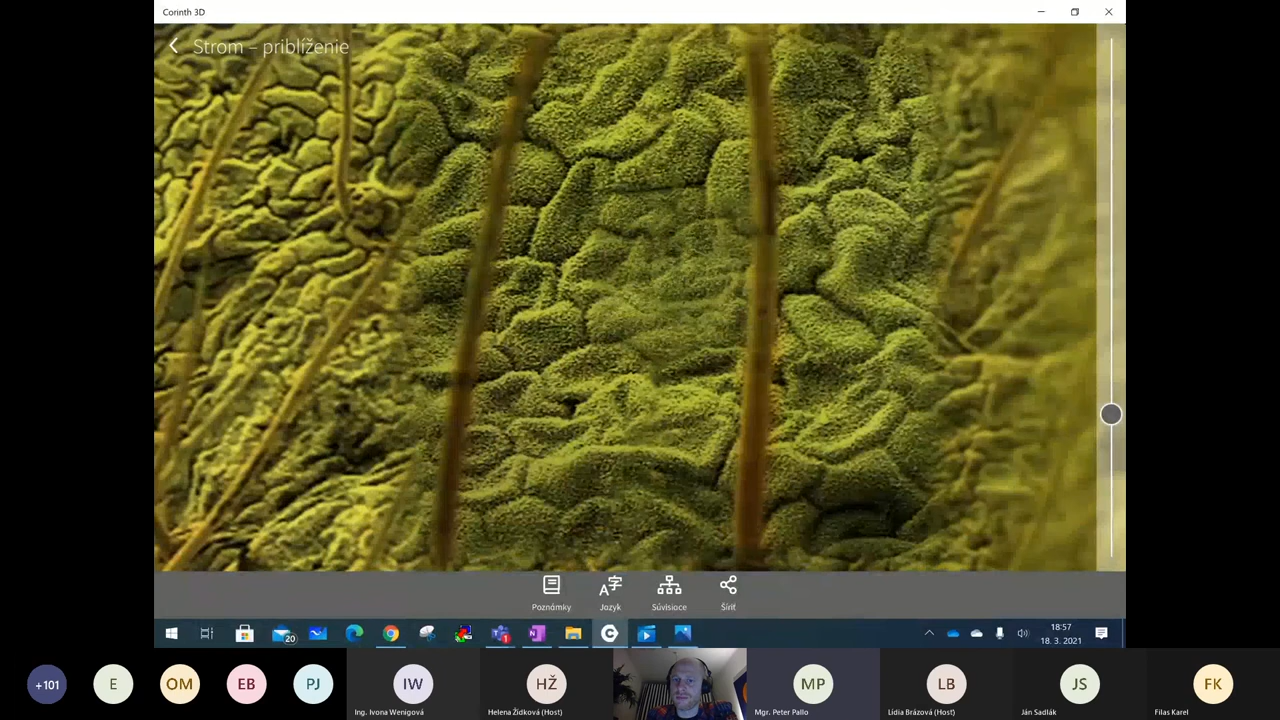 Corinth 3D
Strom – priblíženie
Poznámky
Jazyk
Súvisiace
Šíriť
20
1
18:57
18. 3. 2021
+101
E
OM
EB
PJ
IW
HŽ
MP
LB
JS
FK
Ing. Ivona Wenigová
Helena Židková (Host)
Mgr. Peter Pallo
Lídia Brázová (Hosť)
Ján Sadlák
Filas Karel